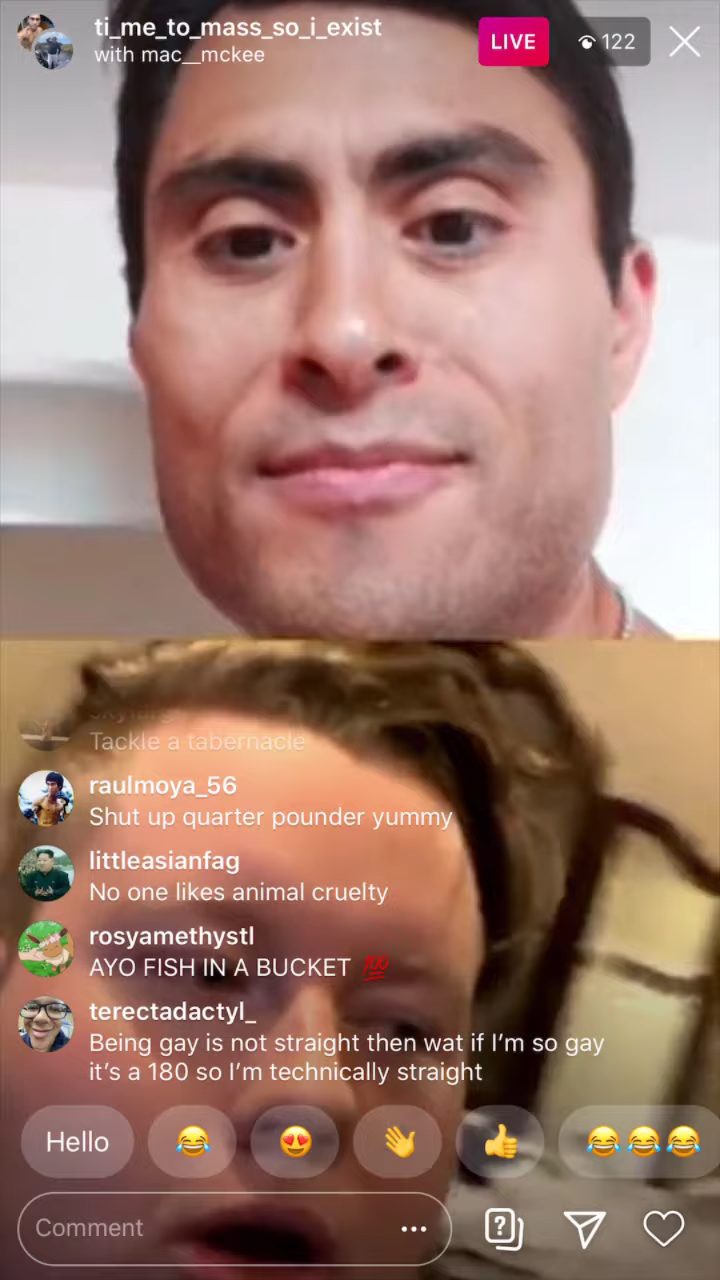 ti_me_to_mass_so_i_exist
with mac__mckee
LIVE
122
Tackle a tabernacle
raulmoya_56
Shut up quarter pounder yummy
littleasianfag
No one likes animal cruelty
rosyamethystl
AYO FISH IN A BUCKET 💯
terectadactyl_
Being gay is not straight then wat if I'm so gay
it's a 180 so I'm technically straight
Hello 😂 😍 👋 👍 😂😂😂
Comment